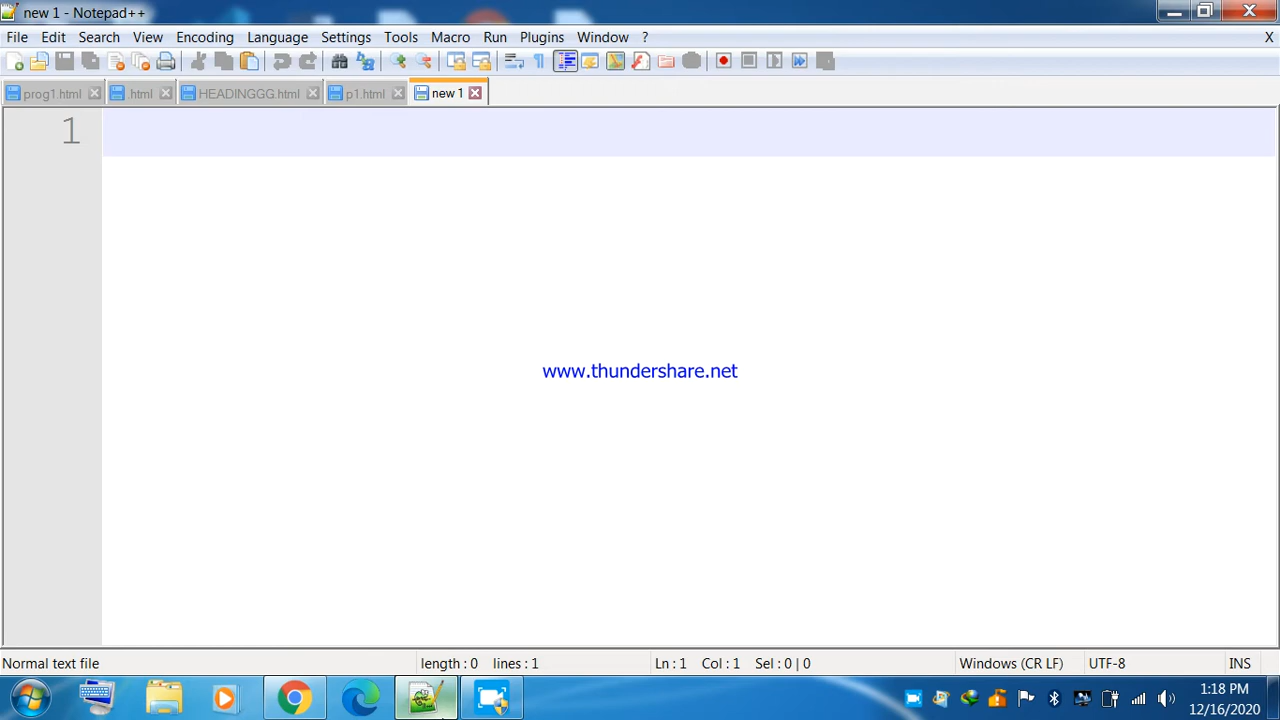 new 1 - Notepad++
File Edit Search View Encoding Language Settings Tools Macro Run Plugins Window ? X
prog1.html .html HEADINGGG.html p1.html new 1
1
www.thundershare.net
Normal text file length : 0 lines : 1 Ln : 1 Col : 1 Sel : 0 | 0 Windows (CR LF) UTF-8 INS
1:18 PM
12/16/2020